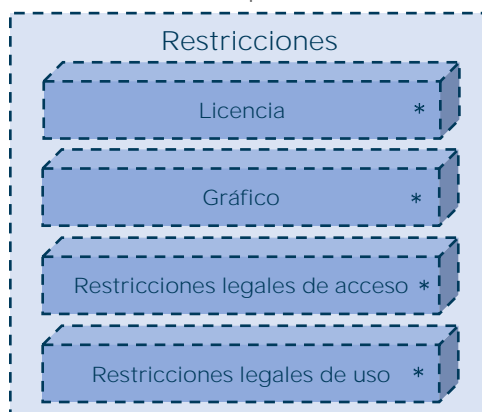 Restricciones
Licencia *
Gráfico *
Restricciones legales de acceso *
Restricciones legales de uso *